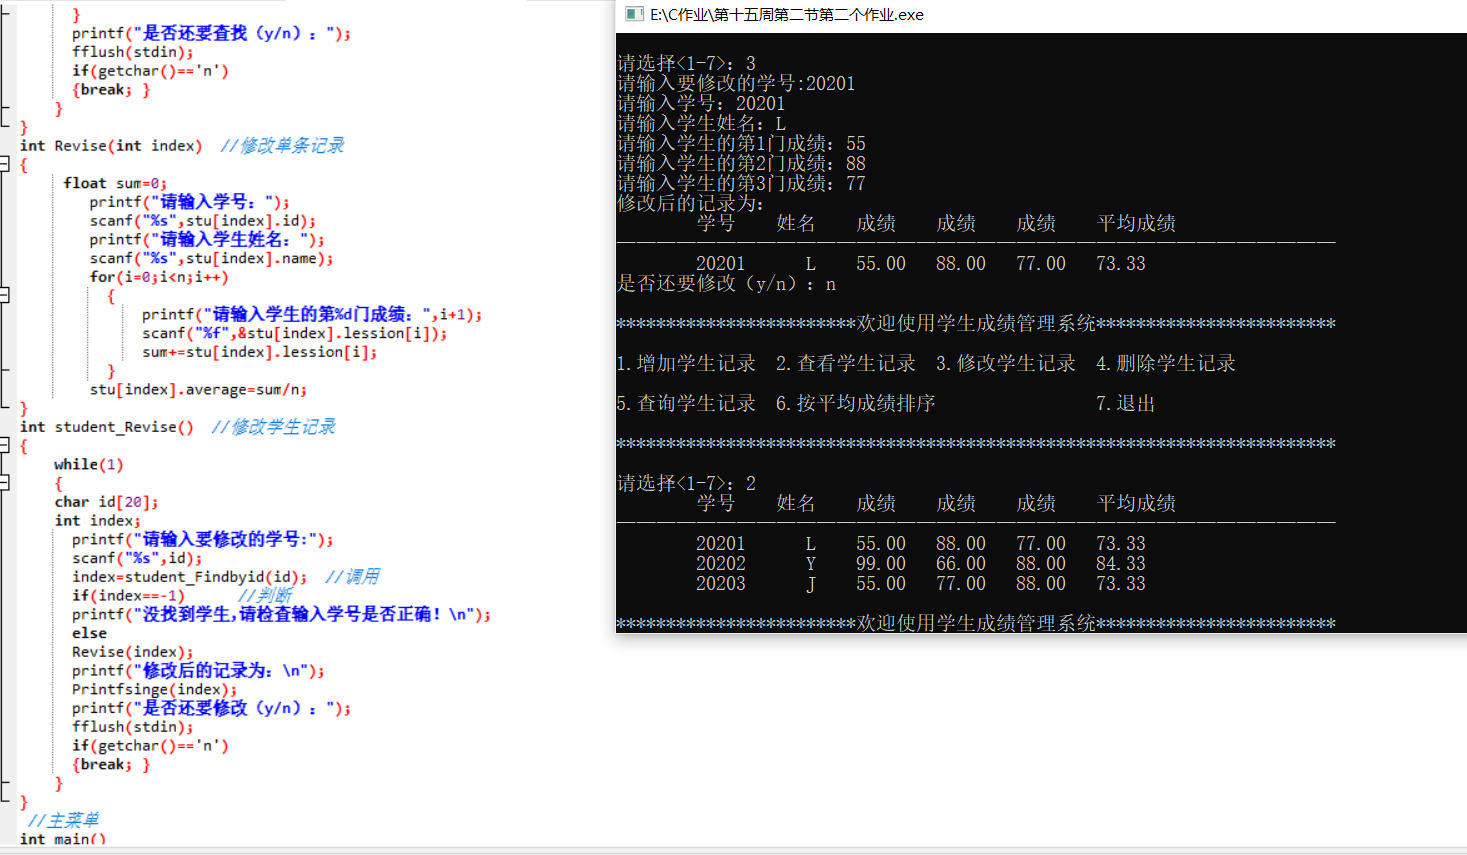 }
printf("是否还要查找（y/n）：");
fflush(stdin);
if(getchar()=='n')
{break; }
}
}
int Revise(int index)  //修改单条记录
{
float sum=0;
printf("请输入学号：");
scanf("%s",stu[index].id);
printf("请输入学生姓名：");
scanf("%s",stu[index].name);
for(i=0;i<n;i++)
{
printf("请输入学生的第%d门成绩：",i+1);
scanf("%f",&stu[index].lession[i]);
sum+=stu[index].lession[i];
}
stu[index].average=sum/n;
}
int student_Revise()  //修改学生记录
{
while(1)
{
char id[20];
int index;
printf("请输入要修改的学号:");
scanf("%s",id);
index=student_Findbyid(id);  //调用
if(index==-1)      //判断
printf("没找到学生,请检查输入学号是否正确！\n");
else
Revise(index);
printf("修改后的记录为：\n");
Printfsinge(index);
printf("是否还要修改（y/n）：");
fflush(stdin);
if(getchar()=='n')
{break; }
}
}
//主菜单
int main()
E:\C作业\第十五周第二节第二个作业.exe
请选择<1-7>：3
请输入要修改的学号:20201
请输入学号：20201
请输入学生姓名：L
请输入学生的第1门成绩：55
请输入学生的第2门成绩：88
请输入学生的第3门成绩：77
修改后的记录为：
学号 姓名 成绩 成绩 成绩 平均成绩
————————————————————————————————————
20201 L 55.00 88.00 77.00 73.33
是否还要修改（y/n）：n
************************欢迎使用学生成绩管理系统************************
1.增加学生记录 2.查看学生记录 3.修改学生记录 4.删除学生记录
5.查询学生记录 6.按平均成绩排序 7.退出
************************************************************************
请选择<1-7>：2
学号 姓名 成绩 成绩 成绩 平均成绩
————————————————————————————————————
20201 L 55.00 88.00 77.00 73.33
20202 Y 99.00 66.00 88.00 84.33
20203 J 55.00 77.00 88.00 73.33
************************欢迎使用学生成绩管理系统************************